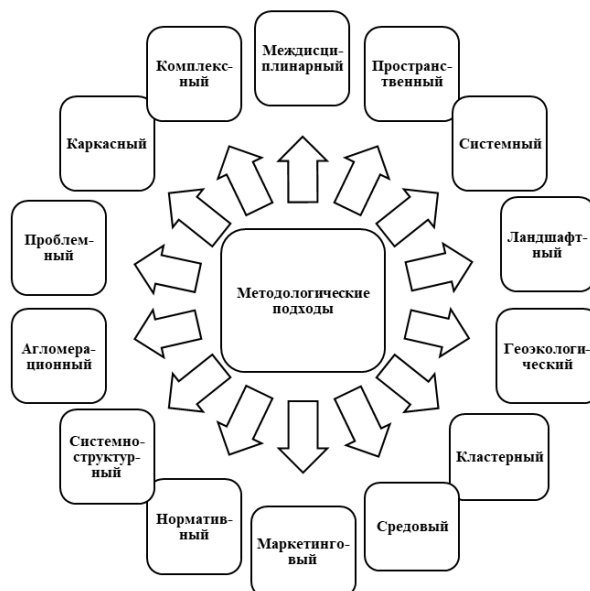 Междисци-
плинарный
Пространс-
твенный
Системный
Ландшафт-
ный
Геоэкологи-
ческий
Кластерный
Средовый
Маркетинго-
вый
Норматив-
ный
Системно-
структур-
ный
Агломера-
ционный
Проблем-
ный
Каркасный
Комплекс-
ный
Методологические
подходы